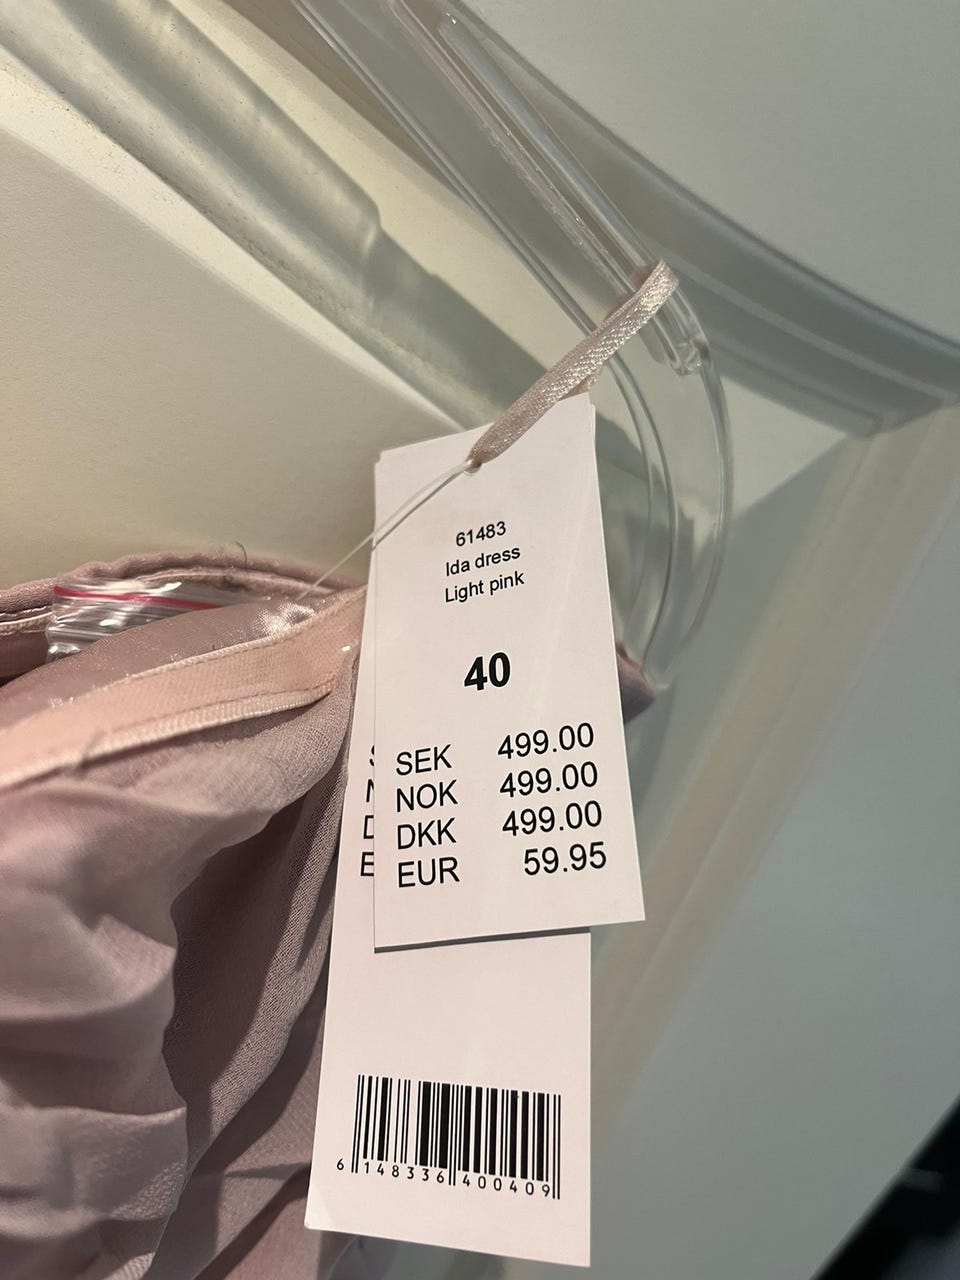 61483
Ida dress
Light pink
40
SEK 499.00
NOK 499.00
DKK 499.00
EUR 59.95
6 148336 400409